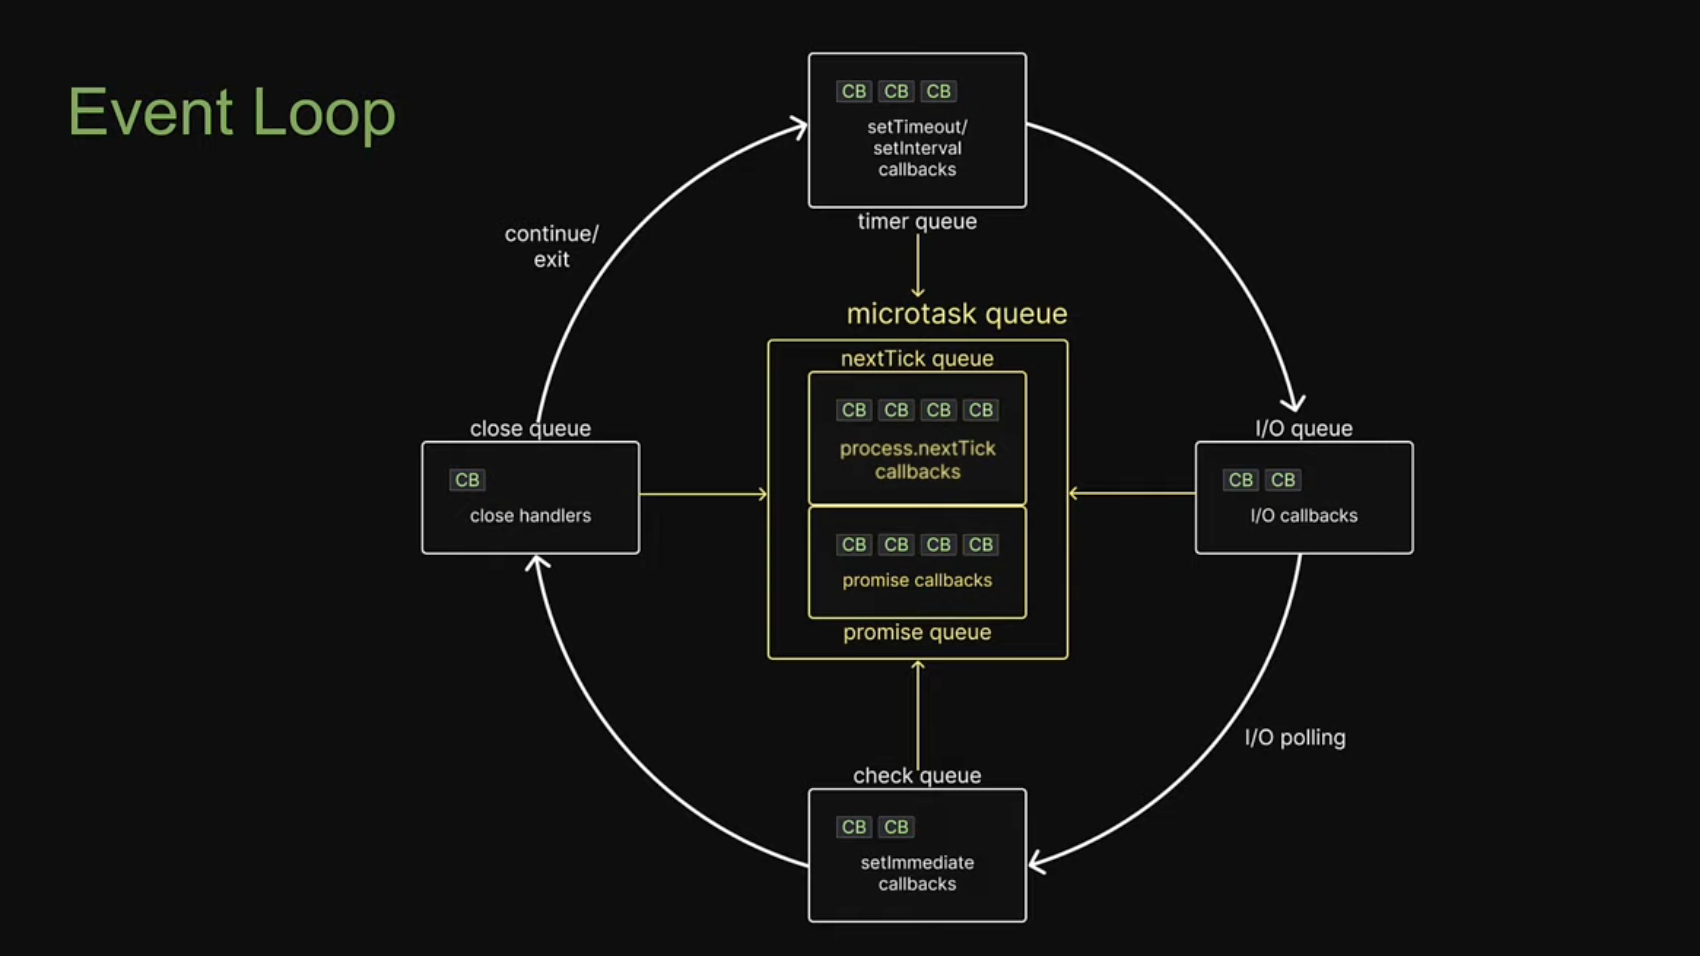 Event Loop
CB CB CB
setTimeout/
setInterval
callbacks
timer queue
continue/
exit
microtask queue
nextTick queue
CB CB CB CB
process.nextTick
callbacks
CB CB CB CB
promise callbacks
promise queue
close queue
CB
close handlers
I/O queue
CB CB
I/O callbacks
I/O polling
check queue
CB CB
setImmediate
callbacks